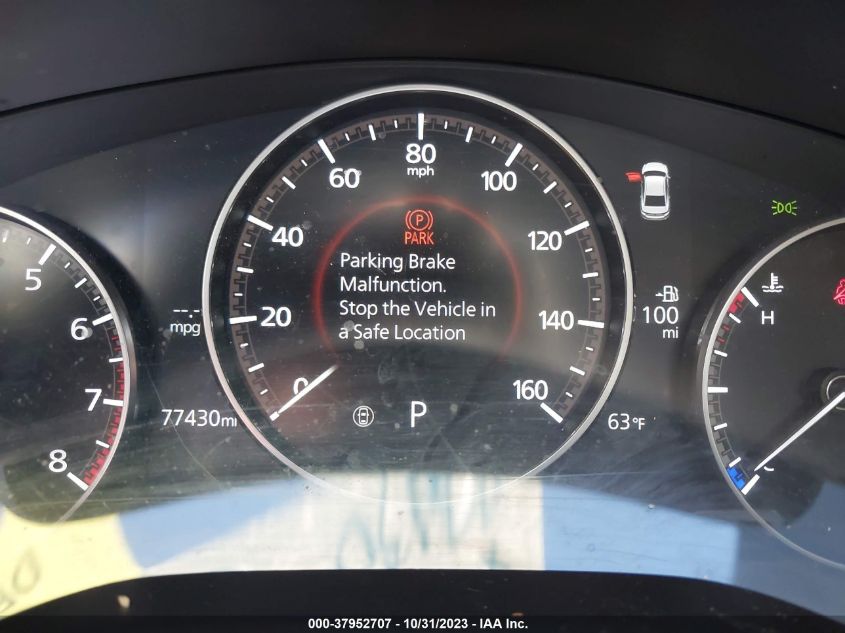 80
mph
60
100
40
120
20
140
0
160
PARK
Parking Brake
Malfunction.
Stop the Vehicle in
a Safe Location
P
5
6
7
8
--.-
mpg
77430mi
100
mi
63°F
H
C
000-37952707 - 10/31/2023 - IAA Inc.